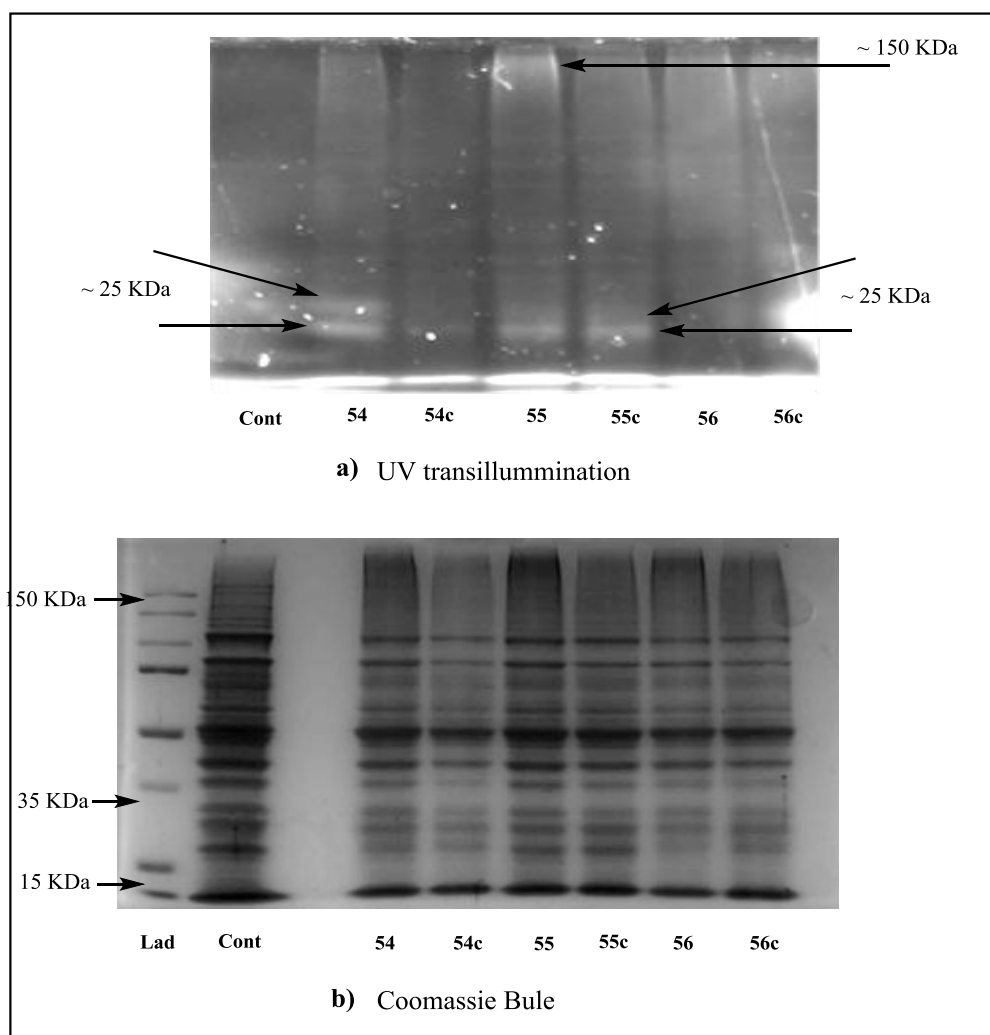 ~ 150 KDa
~ 25 KDa
~ 25 KDa
Cont 54 54c 55 55c 56 56c
a) UV transillummination
150 KDa
35 KDa
15 KDa
Lad Cont 54 54c 55 55c 56 56c
b) Coomassie Bule